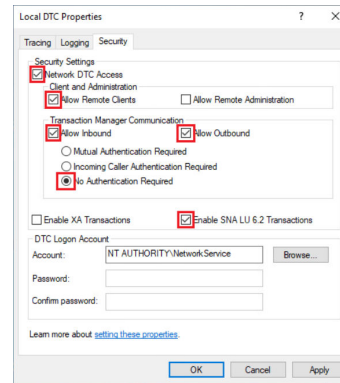 Local DTC Properties ? X
Tracing Logging Security
Security Settings
Network DTC Access
Client and Administration
Allow Remote Clients Allow Remote Administration
Transaction Manager Communication
Allow Inbound Allow Outbound
Mutual Authentication Required
Incoming Caller Authentication Required
No Authentication Required
Enable XA Transactions Enable SNA LU 6.2 Transactions
DTC Logon Account
Account: NT AUTHORITY\NetworkService Browse...
Password:
Confirm password:
Learn more about setting these properties.
OK Cancel Apply